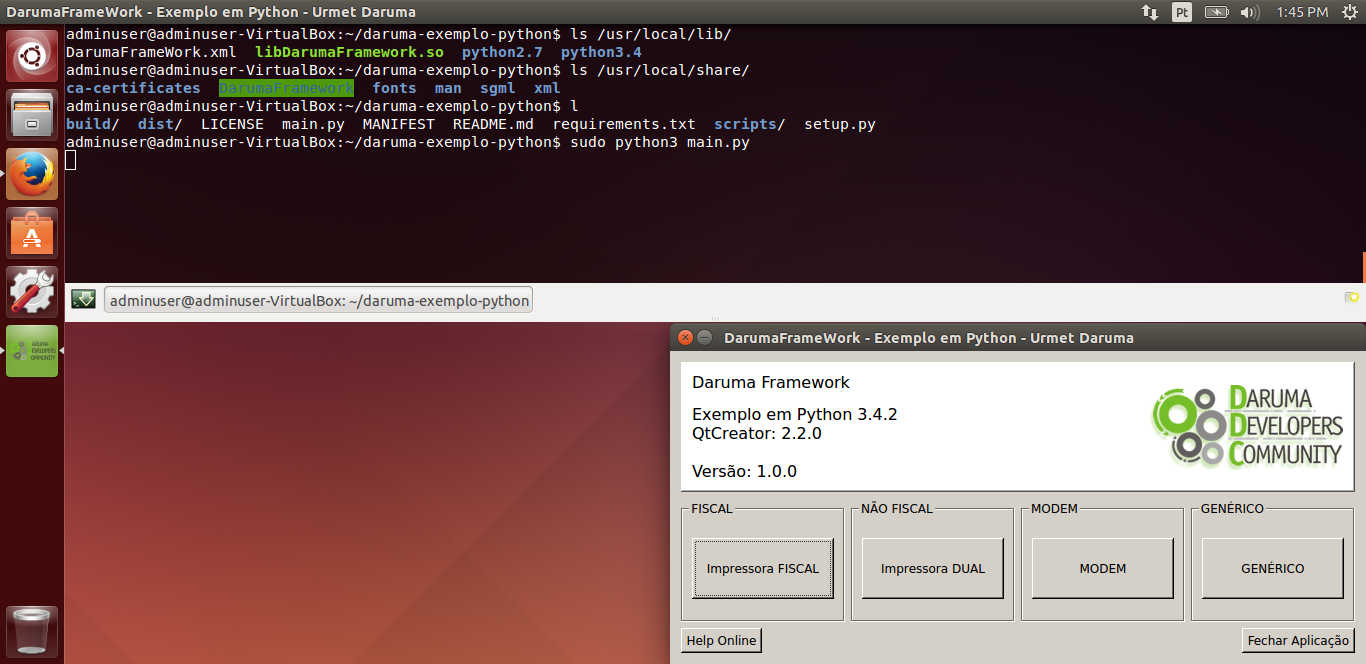 DarumaFrameWork - Exemplo em Python - Urmet Daruma
Pt
1:45 PM
adminuser@adminuser-VirtualBox:~/daruma-exemplo-python$ ls /usr/local/lib/
DarumaFrameWork.xml libDarumaFramework.so python2.7 python3.4
adminuser@adminuser-VirtualBox:~/daruma-exemplo-python$ ls /usr/local/share/
ca-certificates DarumaFramework fonts man sgml xml
adminuser@adminuser-VirtualBox:~/daruma-exemplo-python$ l
build/ dist/ LICENSE main.py MANIFEST README.md requirements.txt scripts/ setup.py
adminuser@adminuser-VirtualBox:~/daruma-exemplo-python$ sudo python3 main.py
DARUMA
DEVELOPERS
COMMUNITY
adminuser@adminuser-VirtualBox: ~/daruma-exemplo-python
DarumaFrameWork - Exemplo em Python - Urmet Daruma
Daruma Framework
Exemplo em Python 3.4.2
QtCreator: 2.2.0
Versão: 1.0.0
DARUMA
DEVELOPERS
COMMUNITY
FISCAL
NÃO FISCAL
MODEM
GENÉRICO
Impressora FISCAL
Impressora DUAL
MODEM
GENÉRICO
Help Online
Fechar Aplicação